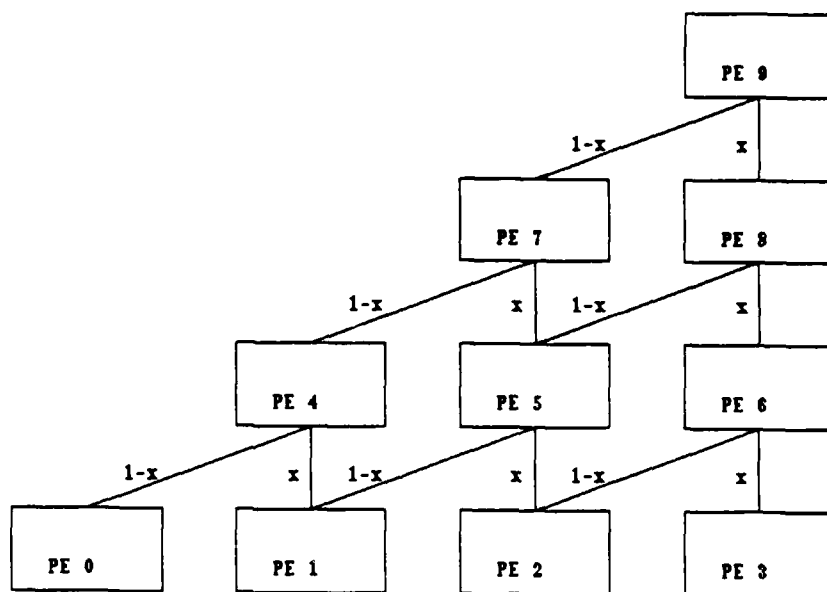 PE 9
1-x x
PE 7 PE 8
1-x x 1-x x
PE 4 PE 5 PE 6
1-x x 1-x x 1-x x
PE 0 PE 1 PE 2 PE 3